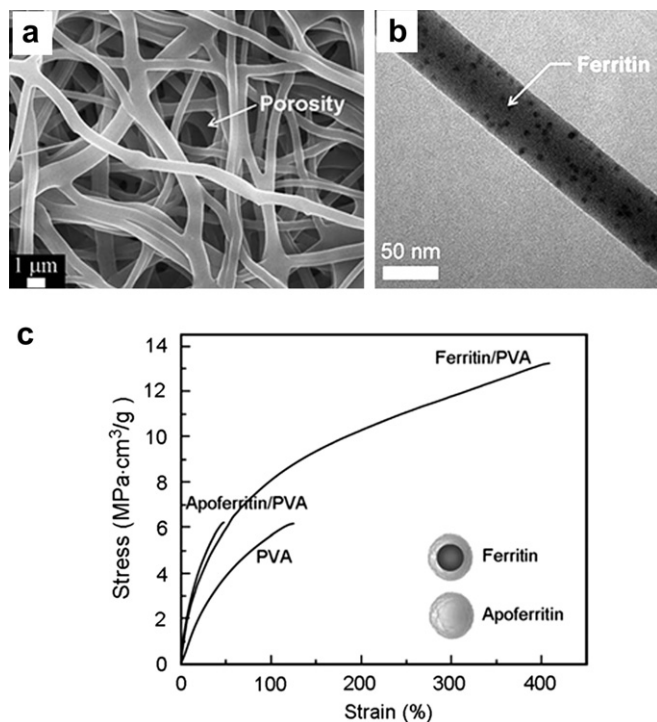 a
Porosity
1 μm
b
Ferritin
50 nm
c
Stress (MPa·cm³/g)
14
12
10
8
6
4
2
0
Ferritin/PVA
Apoferritin/PVA
PVA
Ferritin
Apoferritin
0 100 200 300 400
Strain (%)